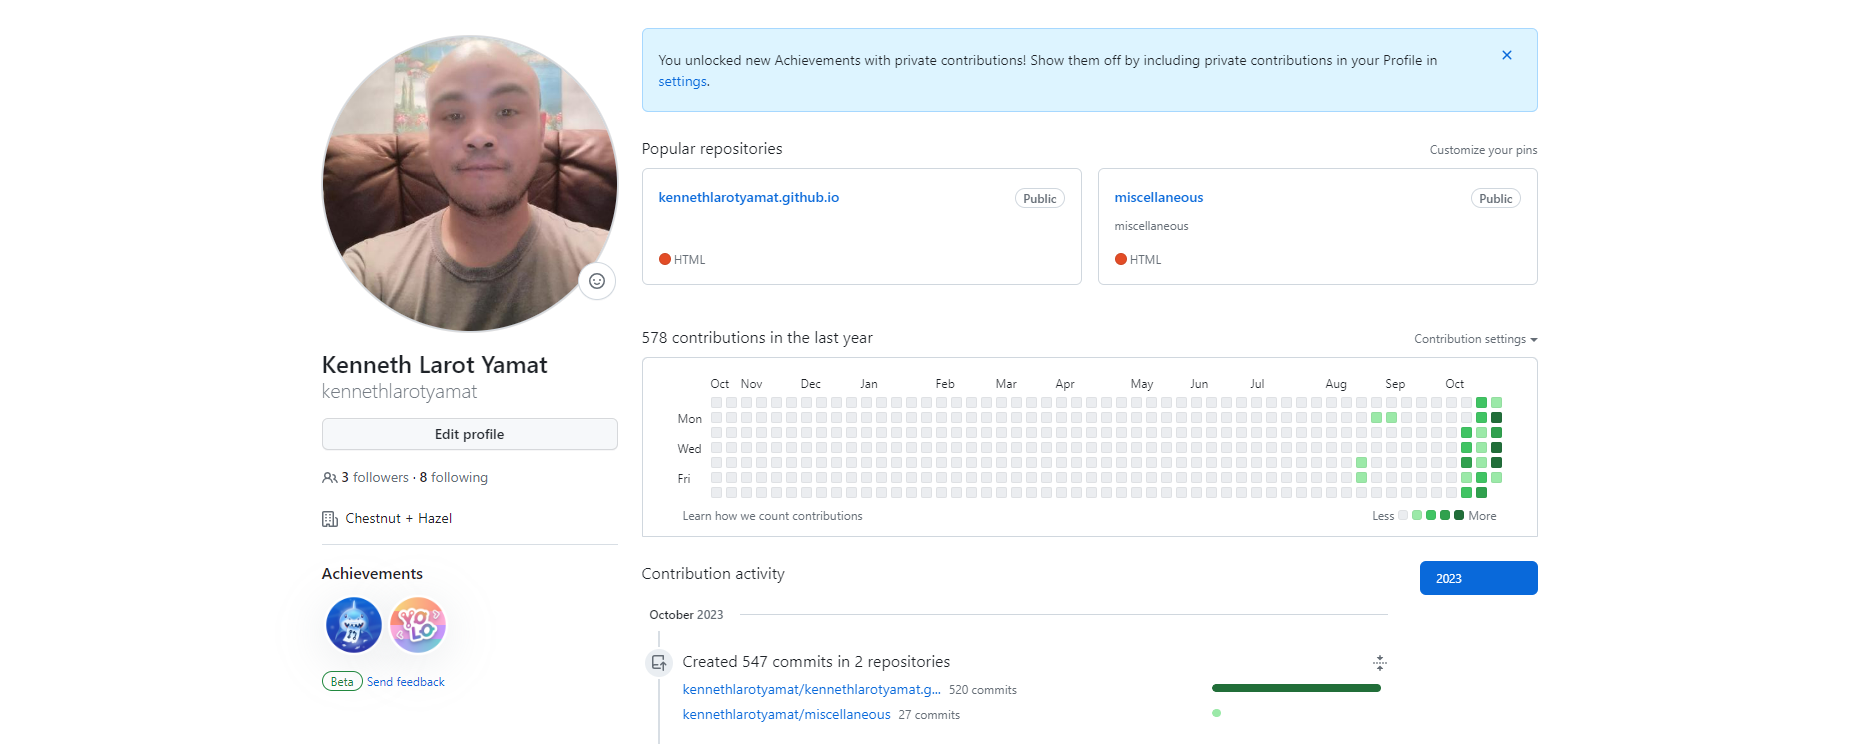 You unlocked new Achievements with private contributions! Show them off by including private contributions in your Profile in
settings.
Popular repositories
Customize your pins
kennethlarotyamat.github.io
Public
HTML
miscellaneous
Public
miscellaneous
HTML
Kenneth Larot Yamat
kennethlarotyamat
Edit profile
3 followers · 8 following
Chestnut + Hazel
Achievements
YOLO
Beta Send feedback
578 contributions in the last year
Contribution settings
Oct Nov Dec Jan Feb Mar Apr May Jun Jul Aug Sep Oct
Mon
Wed
Fri
Learn how we count contributions
Less More
Contribution activity
2023
October 2023
Created 547 commits in 2 repositories
kennethlarotyamat/kennethlarotyamat.g... 520 commits
kennethlarotyamat/miscellaneous 27 commits